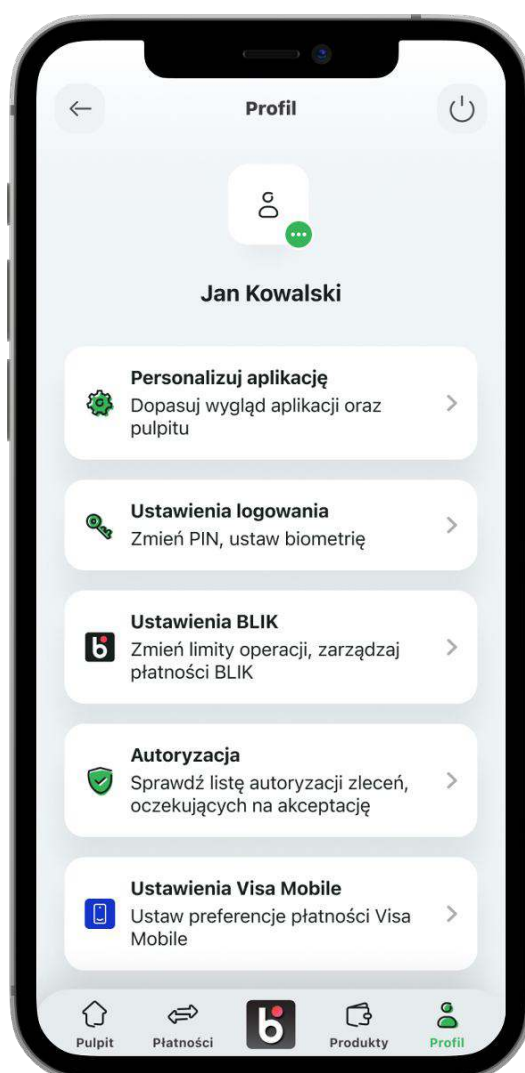 Profil
Jan Kowalski
Personalizuj aplikację
Dopasuj wygląd aplikacji oraz
pulpitu
Ustawienia logowania
Zmień PIN, ustaw biometrię
Ustawienia BLIK
Zmień limity operacji, zarządzaj
płatności BLIK
Autoryzacja
Sprawdź listę autoryzacji zleceń,
oczekujących na akceptację
Ustawienia Visa Mobile
Ustaw preferencje płatności Visa
Mobile
Pulpit
Płatności
Produkty
Profil